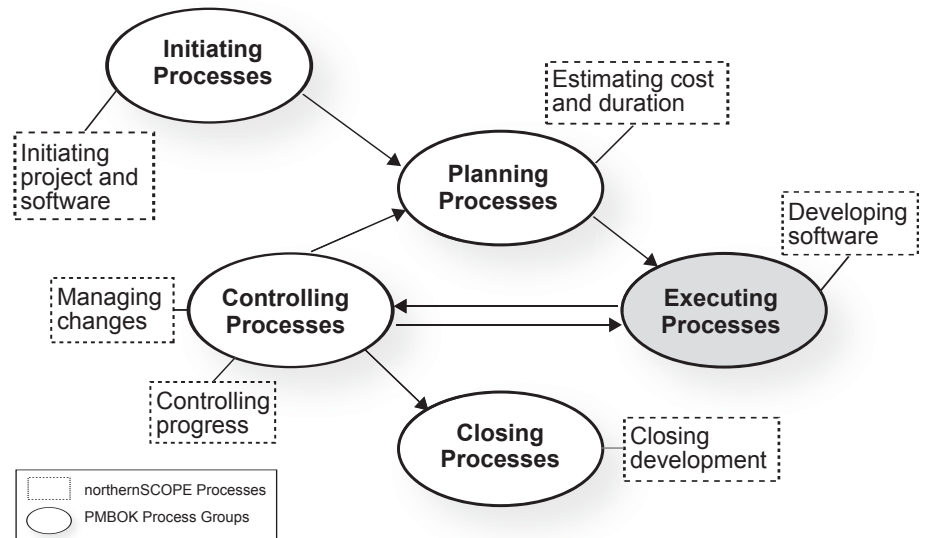 Initiating
Processes
Estimating cost
and duration
Initiating
project and
software
Planning
Processes
Developing
software
Managing
changes
Controlling
Processes
Executing
Processes
Controlling
progress
Closing
Processes
Closing
development
northernSCOPE Processes
PMBOK Process Groups